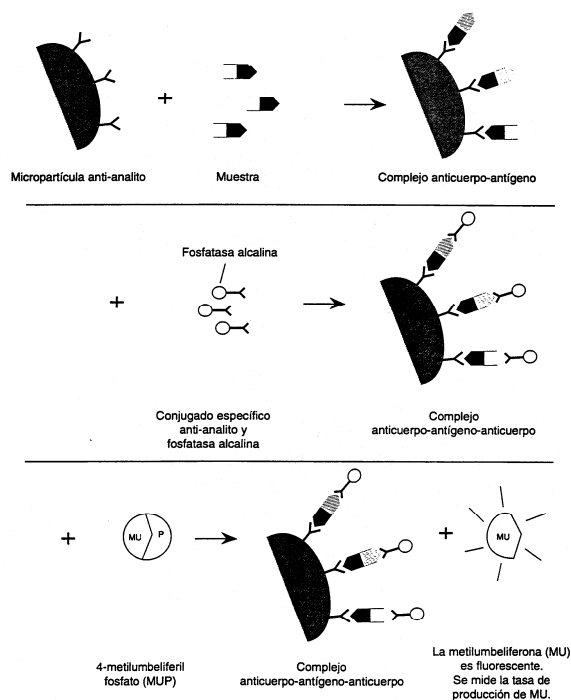 Micropartícula anti-analito
Muestra
Complejo anticuerpo-antígeno
Fosfatasa alcalina
Conjugado específico
anti-analito y
fosfatasa alcalina
Complejo
anticuerpo-antígeno-anticuerpo
MU P
MU
4-metilumbeliferil
fosfato (MUP)
Complejo
anticuerpo-antígeno-anticuerpo
La metilumbeliferona (MU)
es fluorescente.
Se mide la tasa de
producción de MU.